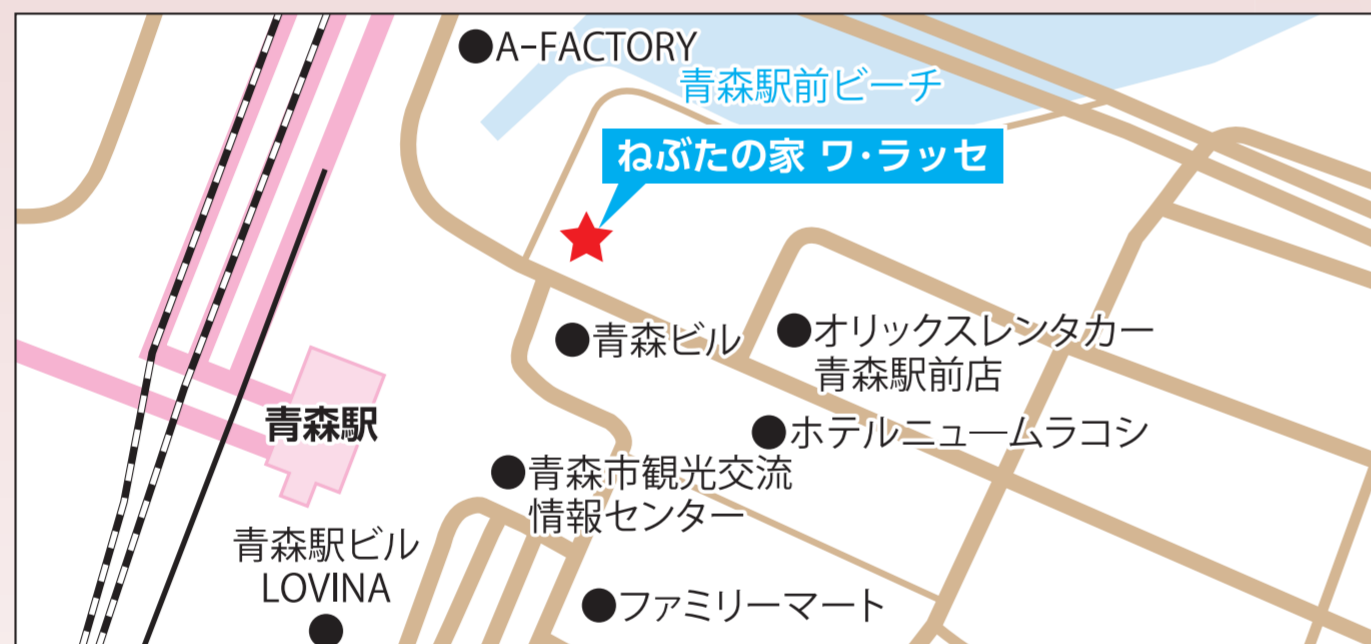 A-FACTORY
青森駅前ビーチ
ねぶたの家 ワ・ラッセ
青森ビル
オリックスレンタカー
青森駅前店
青森駅
ホテルニュームラコシ
青森市観光交流
情報センター
青森駅ビル
LOVINA
ファミリーマート